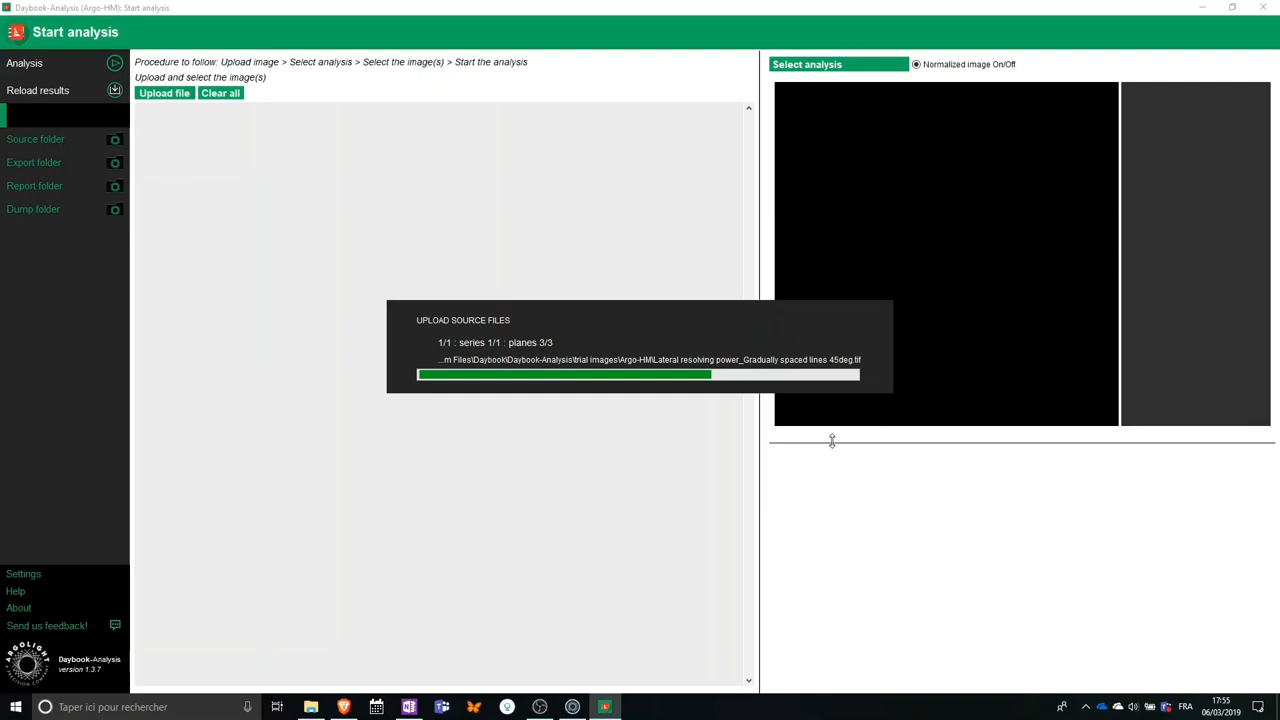 Daybook-Analysis (Argo-HM): Start analysis
Start analysis
Analysis
Reload results
Source folder
Export folder
Report folder
Dump folder
Settings
Help
About
Send us feedback!
ARGOLIGHT
Daybook-Analysis
version 1.3.7
Procedure to follow: Upload image > Select analysis > Select the image(s) > Start the analysis
Upload and select the image(s)
Upload file
Clear all
UPLOAD SOURCE FILES
1/1 : series 1/1 : planes 3/3
...m Files\Daybook\Daybook-Analysis\trial images\Argo-HM\Lateral resolving power_Gradually spaced lines 45deg.tif
Select analysis
Normalized image On/Off
Taper ici pour rechercher
FRA
17:55
06/03/2019